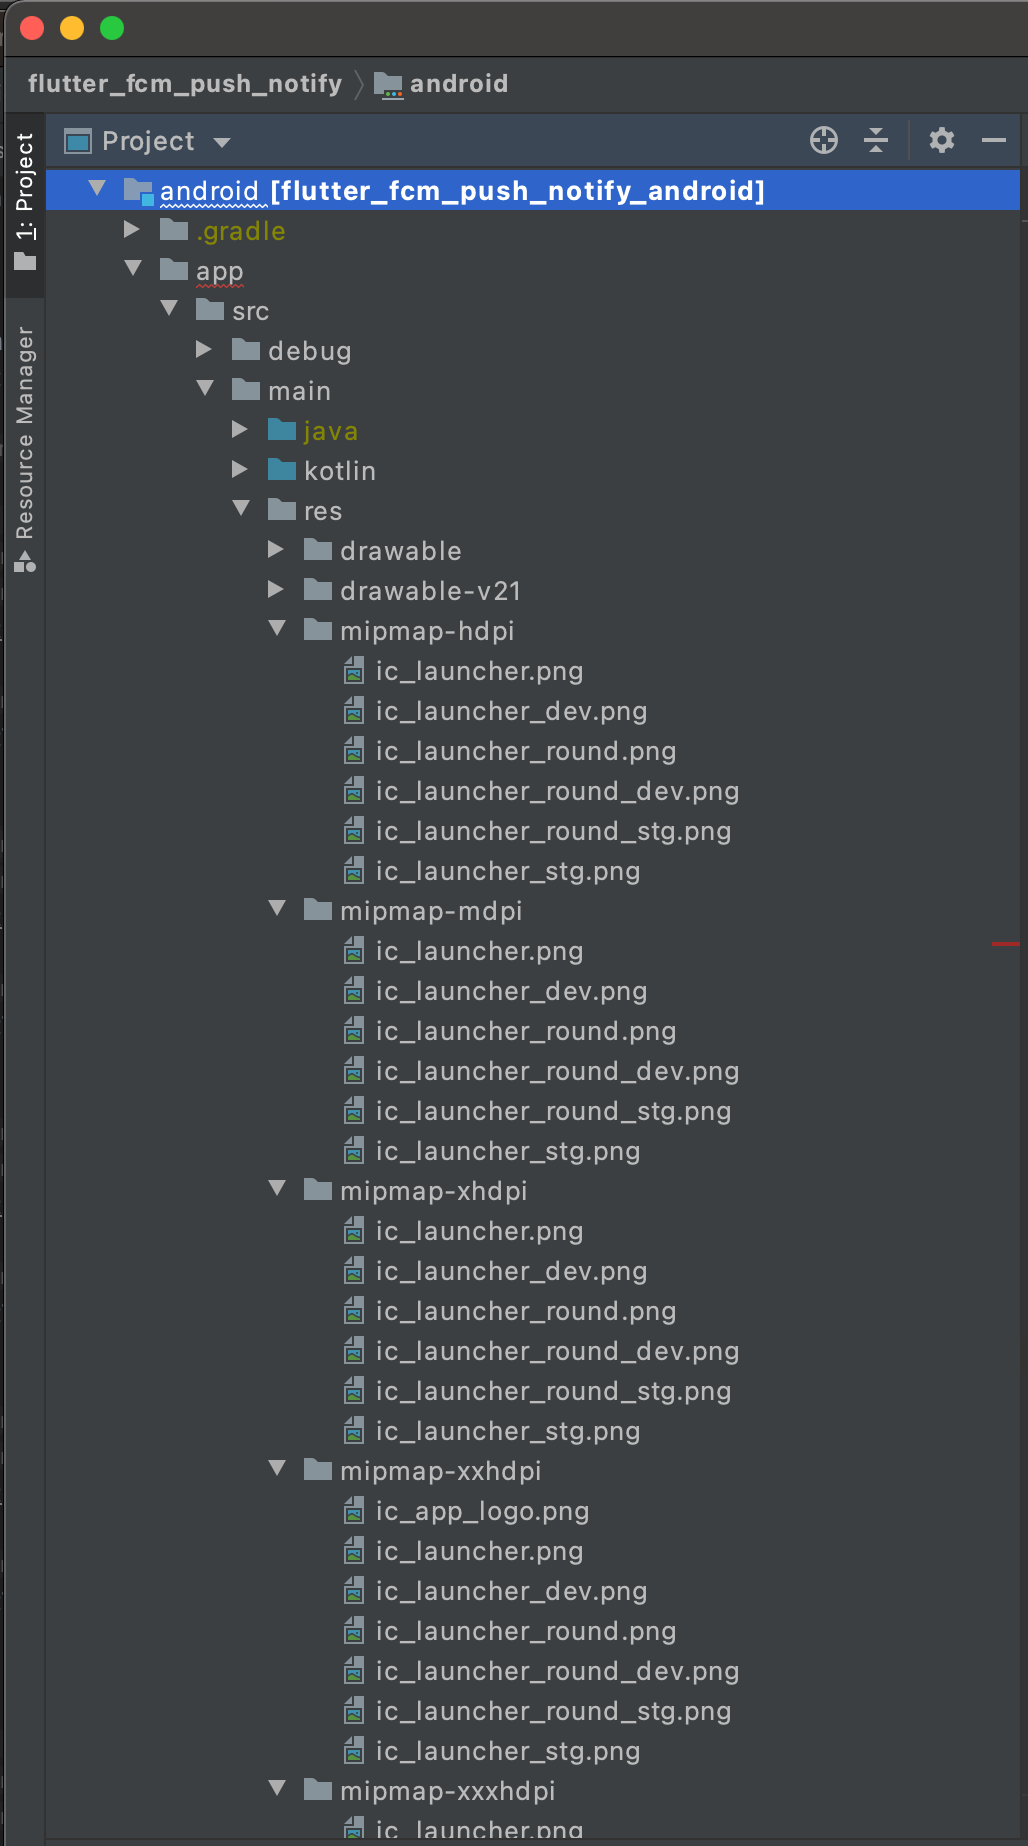 flutter_fcm_push_notify android
Project
1: Project
Resource Manager
android [flutter_fcm_push_notify_android]
.gradle
app
src
debug
main
java
kotlin
res
drawable
drawable-v21
mipmap-hdpi
ic_launcher.png
ic_launcher_dev.png
ic_launcher_round.png
ic_launcher_round_dev.png
ic_launcher_round_stg.png
ic_launcher_stg.png
mipmap-mdpi
ic_launcher.png
ic_launcher_dev.png
ic_launcher_round.png
ic_launcher_round_dev.png
ic_launcher_round_stg.png
ic_launcher_stg.png
mipmap-xhdpi
ic_launcher.png
ic_launcher_dev.png
ic_launcher_round.png
ic_launcher_round_dev.png
ic_launcher_round_stg.png
ic_launcher_stg.png
mipmap-xxhdpi
ic_app_logo.png
ic_launcher.png
ic_launcher_dev.png
ic_launcher_round.png
ic_launcher_round_dev.png
ic_launcher_round_stg.png
ic_launcher_stg.png
mipmap-xxxhdpi
ic_launcher.png